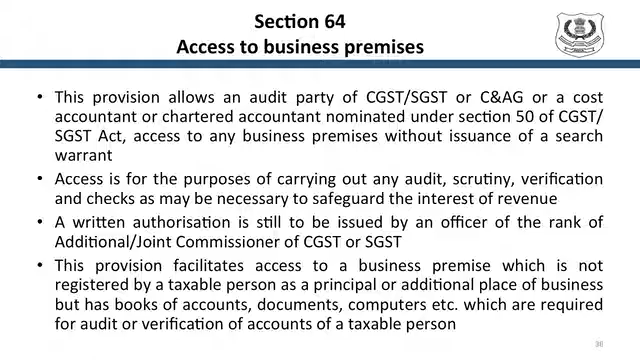 Section 64
Access to business premises
• This provision allows an audit party of CGST/SGST or C&AG or a cost
accountant or chartered accountant nominated under section 50 of CGST/
SGST Act, access to any business premises without issuance of a search
warrant
• Access is for the purposes of carrying out any audit, scrutiny, verification
and checks as may be necessary to safeguard the interest of revenue
• A written authorisation is still to be issued by an officer of the rank of
Additional/Joint Commissioner of CGST or SGST
• This provision facilitates access to a business premise which is not
registered by a taxable person as a principal or additional place of business
but has books of accounts, documents, computers etc. which are required
for audit or verification of accounts of a taxable person
38